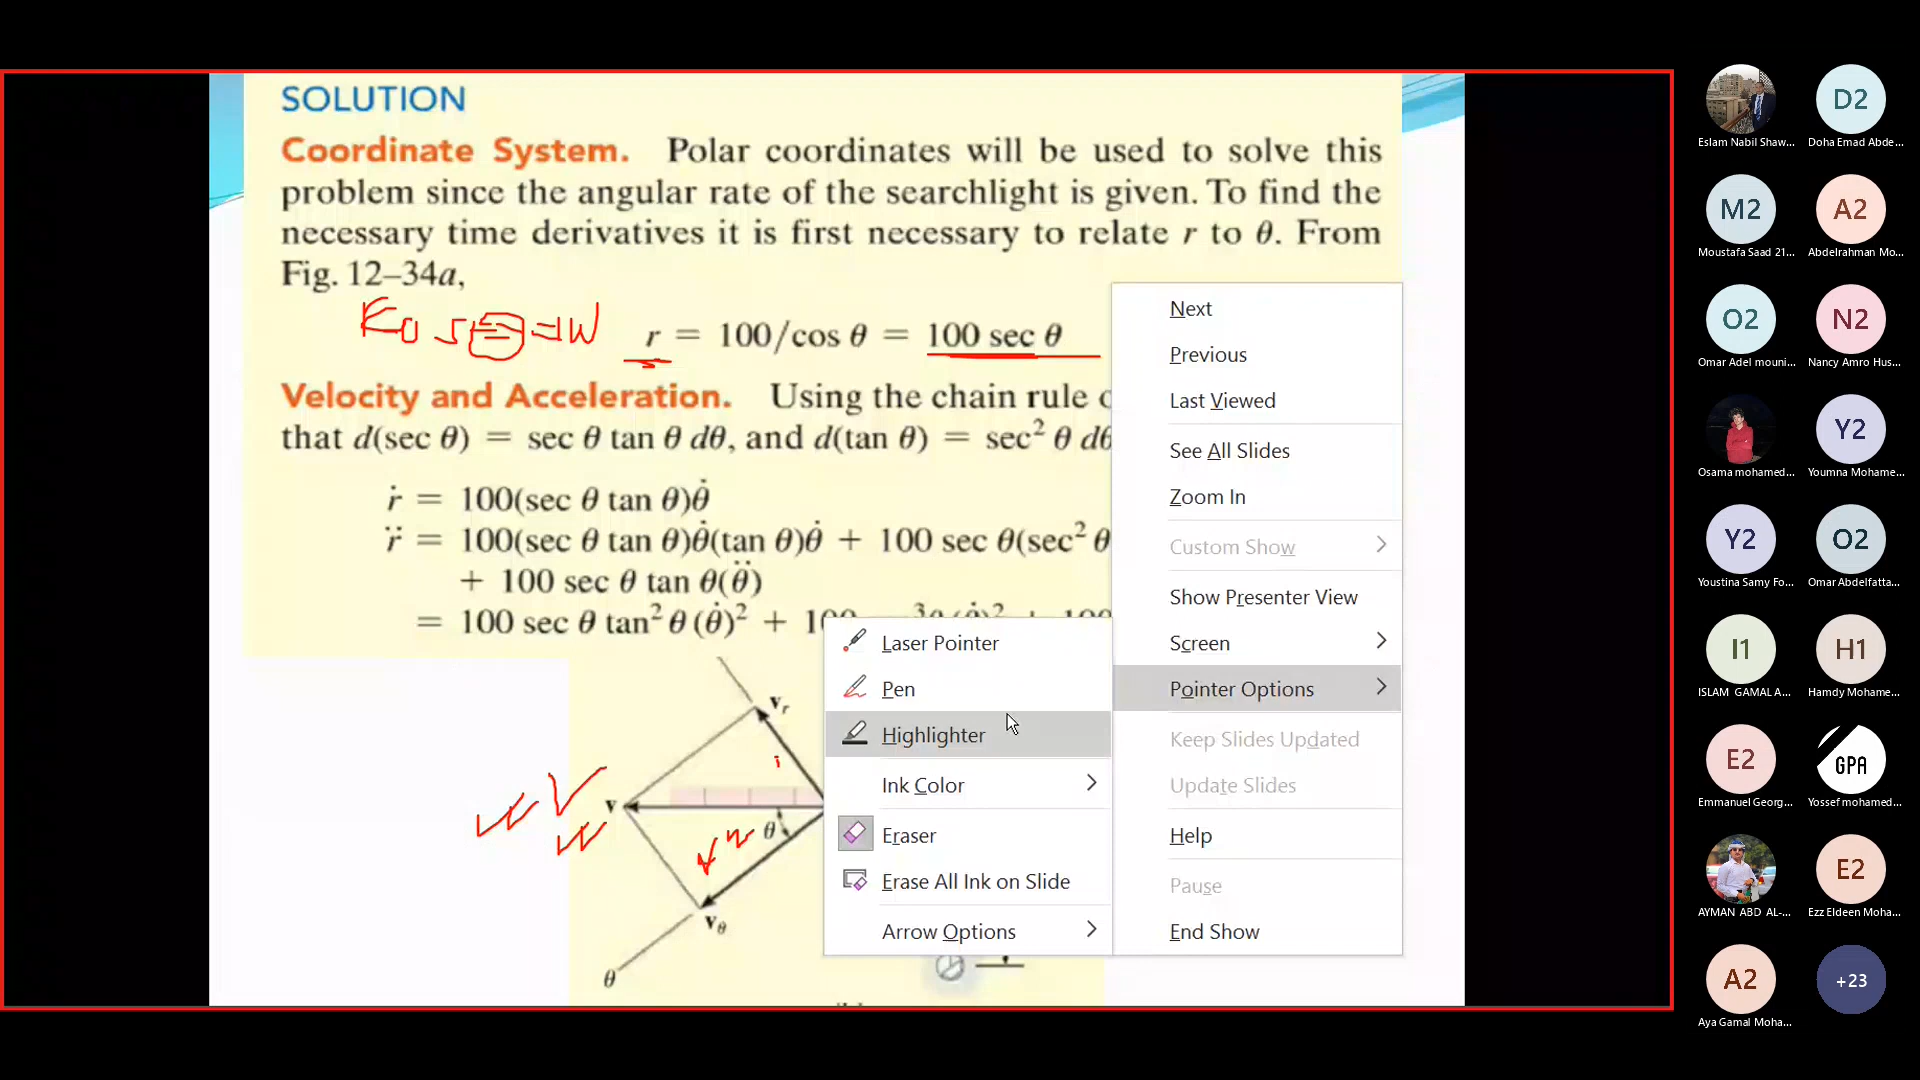 SOLUTION
Coordinate System. Polar coordinates will be used to solve this
problem since the angular rate of the searchlight is given. To find the
necessary time derivatives it is first necessary to relate r to θ. From
Fig. 12–34a,
r = 100/cos θ = 100 sec θ
Velocity and Acceleration. Using the chain rule
that d(sec θ) = sec θ tan θ dθ, and d(tan θ) = sec² θ dθ
ṙ = 100(sec θ tan θ)θ̇
r̈ = 100(sec θ tan θ)θ̇(tan θ)θ̇ + 100 sec θ(sec² θ
+ 100 sec θ tan θ(θ̈)
= 100 sec θ tan² θ (θ̇)² +
v_r
v
θ
v_θ
θ
Next
Previous
Last Viewed
See All Slides
Zoom In
Custom Show
Show Presenter View
Screen
Pointer Options
Keep Slides Updated
Update Slides
Help
Pause
End Show
Laser Pointer
Pen
Highlighter
Ink Color
Eraser
Erase All Ink on Slide
Arrow Options
Eslam Nabil Shaw...
D2
Doha Emad Abde...
M2
Moustafa Saad 21...
A2
Abdelrahman Mo...
O2
Omar Adel mouni...
N2
Nancy Amro Hus...
Osama mohamed...
Y2
Youmna Mohame...
Y2
Youstina Samy Fo...
O2
Omar Abdelfatta...
I1
ISLAM GAMAL A...
H1
Hamdy Mohame...
E2
Emmanuel Georg...
GPA
Yossef mohamed...
AYMAN ABD AL-...
E2
Ezz Eldeen Moha...
A2
Aya Gamal Moha...
+23